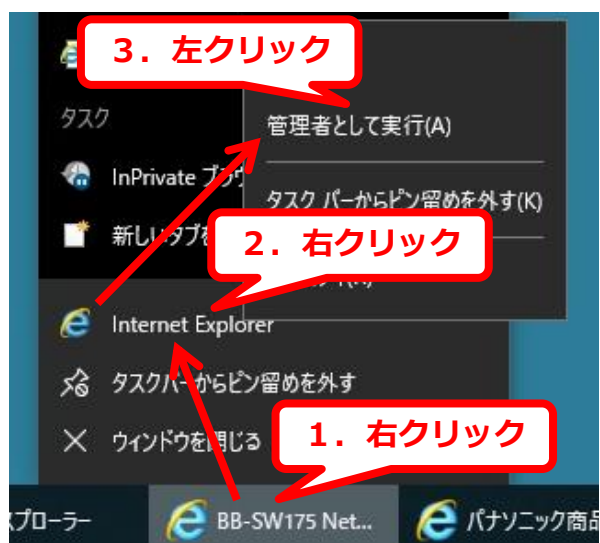 3．左クリック
タスク
管理者として実行(A)
InPrivate ブラウ
タスク バーからピン留めを外す(K)
新しいタブを
2．右クリック
Internet Explorer
タスクバーからピン留めを外す
ウィンドウを閉じる
1．右クリック
スプローラー
BB-SW175 Net...
パナソニック商品